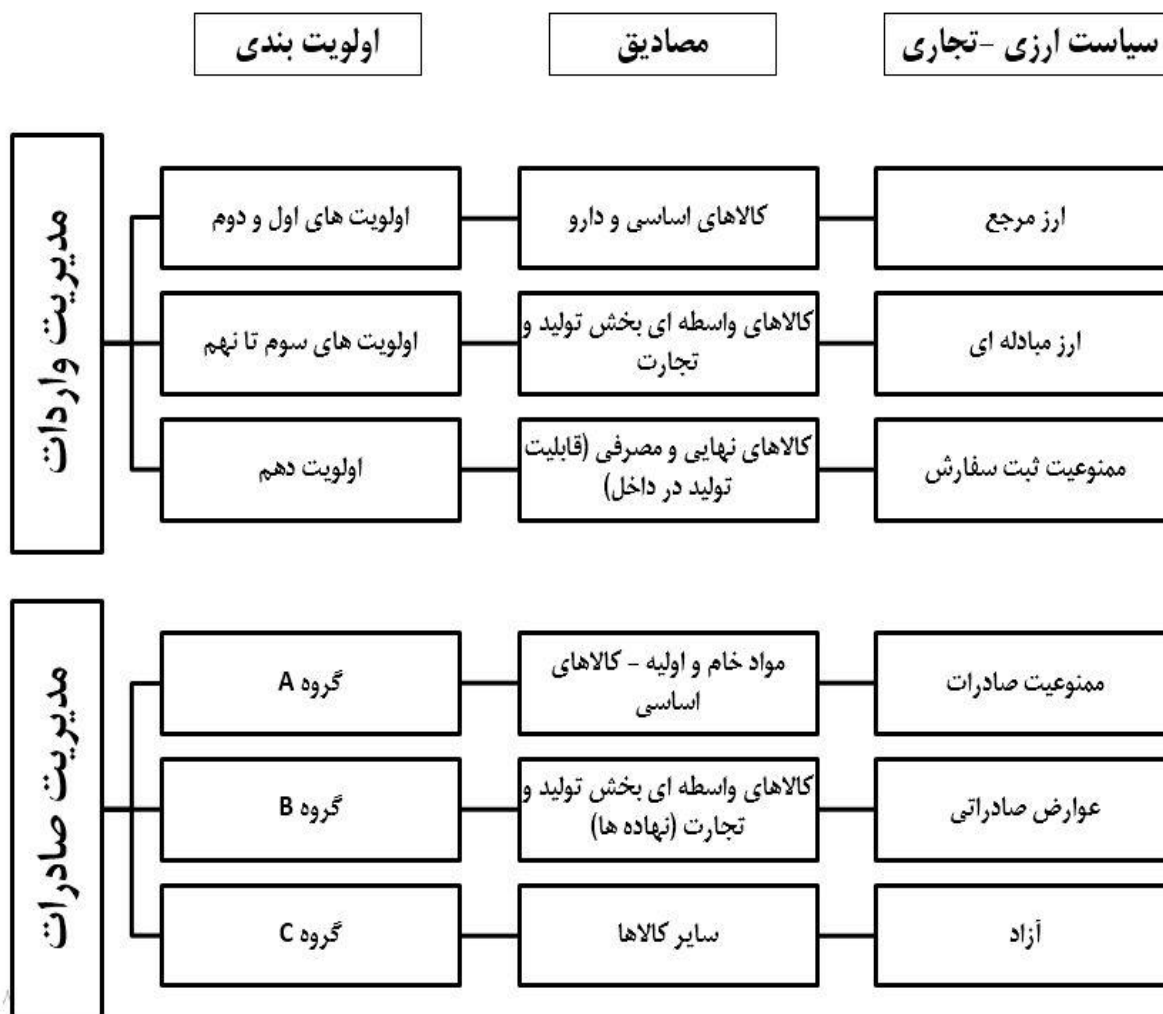 سیاست ارزی -تجاری
مصادیق
اولویت بندی
مدیریت واردات
ارز مرجع
کالاهای اساسی و دارو
اولویت های اول و دوم
ارز مبادله ای
کالاهای واسطه ای بخش تولید و
تجارت
اولویت های سوم تا نهم
ممنوعیت ثبت سفارش
کالاهای نهایی و مصرفی (قابلیت
تولید در داخل)
اولویت دهم
مدیریت صادرات
ممنوعیت صادرات
مواد خام و اولیه - کالاهای
اساسی
گروه A
عوارض صادراتی
کالاهای واسطه ای بخش تولید و
تجارت (نهاده ها)
گروه B
آزاد
سایر کالاها
گروه C